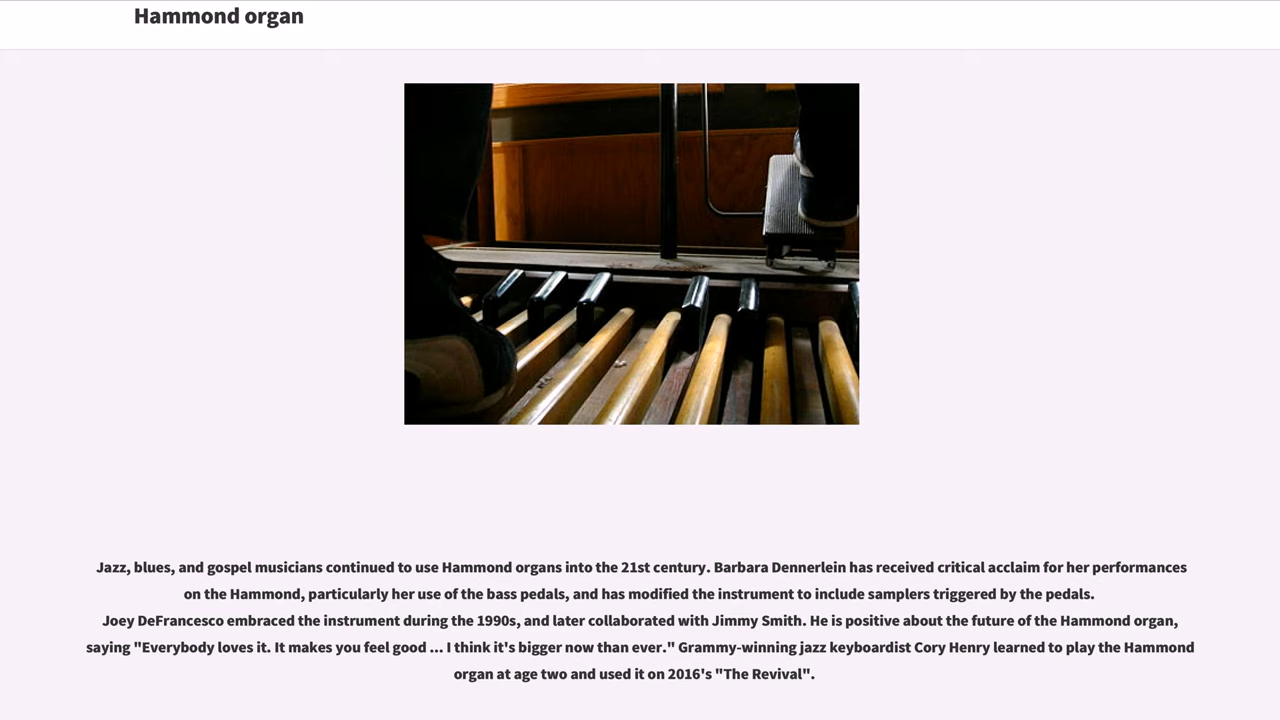 Hammond organ
Jazz, blues, and gospel musicians continued to use Hammond organs into the 21st century. Barbara Dennerlein has received critical acclaim for her performances
on the Hammond, particularly her use of the bass pedals, and has modified the instrument to include samplers triggered by the pedals.
Joey DeFrancesco embraced the instrument during the 1990s, and later collaborated with Jimmy Smith. He is positive about the future of the Hammond organ,
saying "Everybody loves it. It makes you feel good ... I think it's bigger now than ever." Grammy-winning jazz keyboardist Cory Henry learned to play the Hammond
organ at age two and used it on 2016's "The Revival".